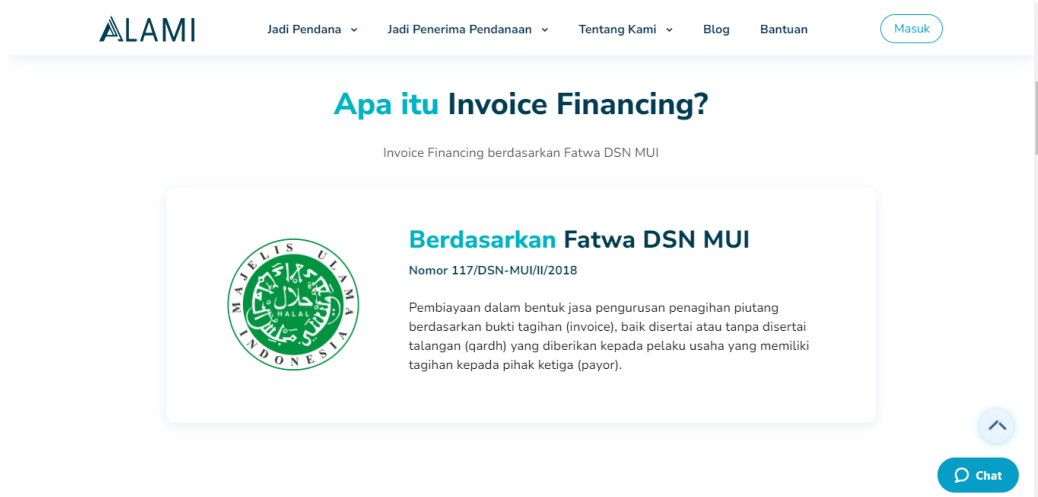 ALAMI
Jadi Pendana
Jadi Penerima Pendanaan
Tentang Kami
Blog
Bantuan
Masuk
Apa itu Invoice Financing?
Invoice Financing berdasarkan Fatwa DSN MUI
MAJELIS ULAMA INDONESIA
حلال
HALAL
Berdasarkan Fatwa DSN MUI
Nomor 117/DSN-MUI/II/2018
Pembiayaan dalam bentuk jasa pengurusan penagihan piutang
berdasarkan bukti tagihan (invoice), baik disertai atau tanpa disertai
talangan (qardh) yang diberikan kepada pelaku usaha yang memiliki
tagihan kepada pihak ketiga (payor).
Chat